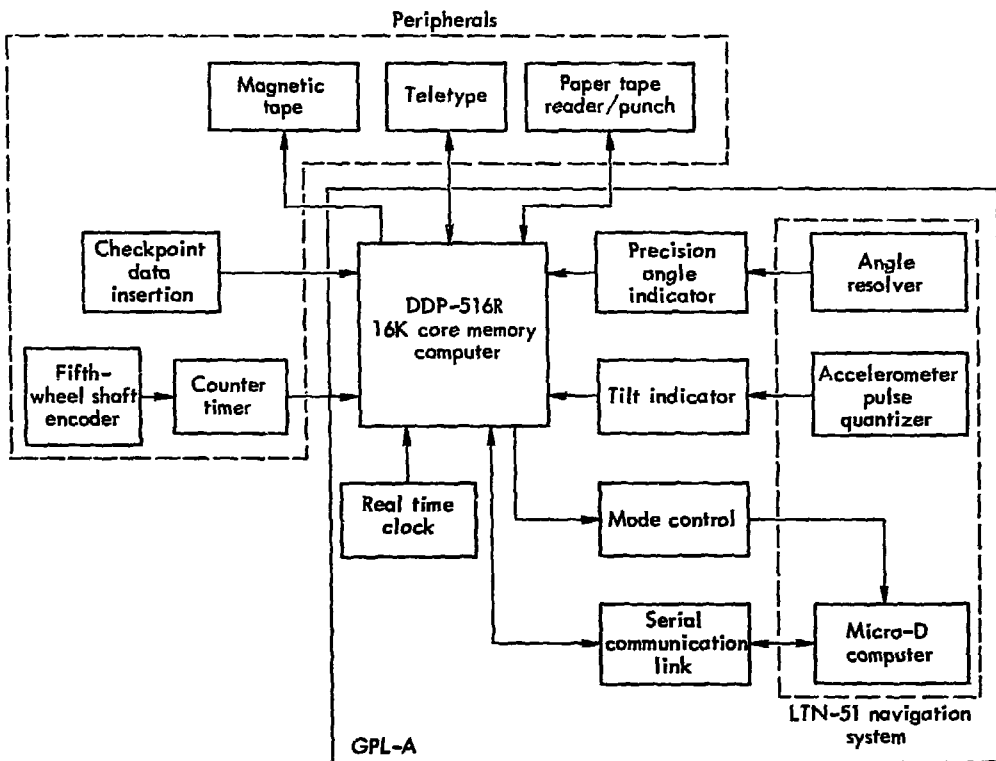 Peripherals
Magnetic
tape
Teletype
Paper tape
reader/punch
Checkpoint
data
insertion
DDP-516R
16K core memory
computer
Precision
angle
indicator
Angle
resolver
Fifth-
wheel shaft
encoder
Counter
timer
Tilt indicator
Accelerometer
pulse
quantizer
Real time
clock
Mode control
Serial
communication
link
Micro-D
computer
LTN-51 navigation
system
GPL-A